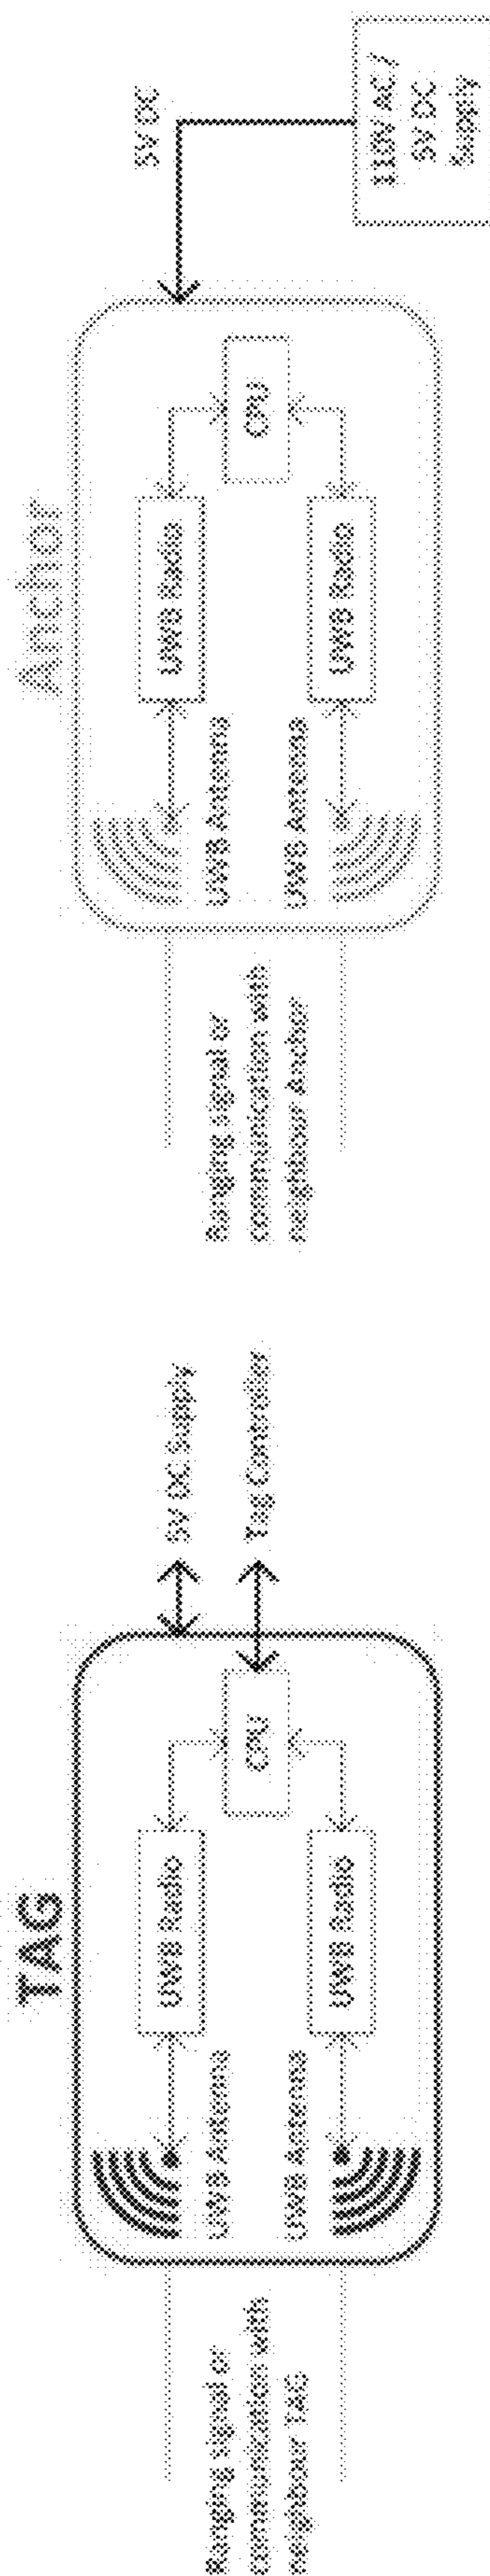 TAG
Ranging signal or
communication with
neighbour TAG
UWB Antenna
UWB Antenna
UWB Radio
UWB Radio
CPU
5V DC Supply
Tag Controller
Anchor
Ranging signal or
communication with
neighbour Anchor
UWB Antenna
UWB Antenna
UWB Radio
UWB Radio
CPU
5V DC
110V AC/
5V DC
Supply